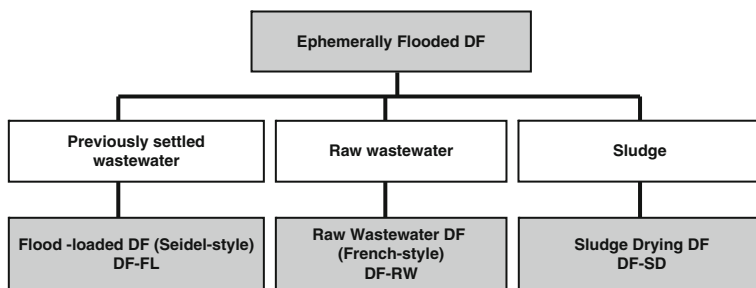 Ephemerally Flooded DF
Previously settled
wastewater
Raw wastewater
Sludge
Flood -loaded DF (Seidel-style)
DF-FL
Raw Wastewater DF
(French-style)
DF-RW
Sludge Drying DF
DF-SD